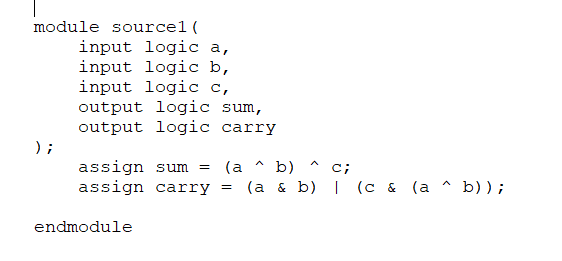 module source1(
    input logic a,
    input logic b,
    input logic c,
    output logic sum,
    output logic carry
);
    assign sum = (a ^ b) ^ c;
    assign carry = (a & b) | (c & (a ^ b));

endmodule